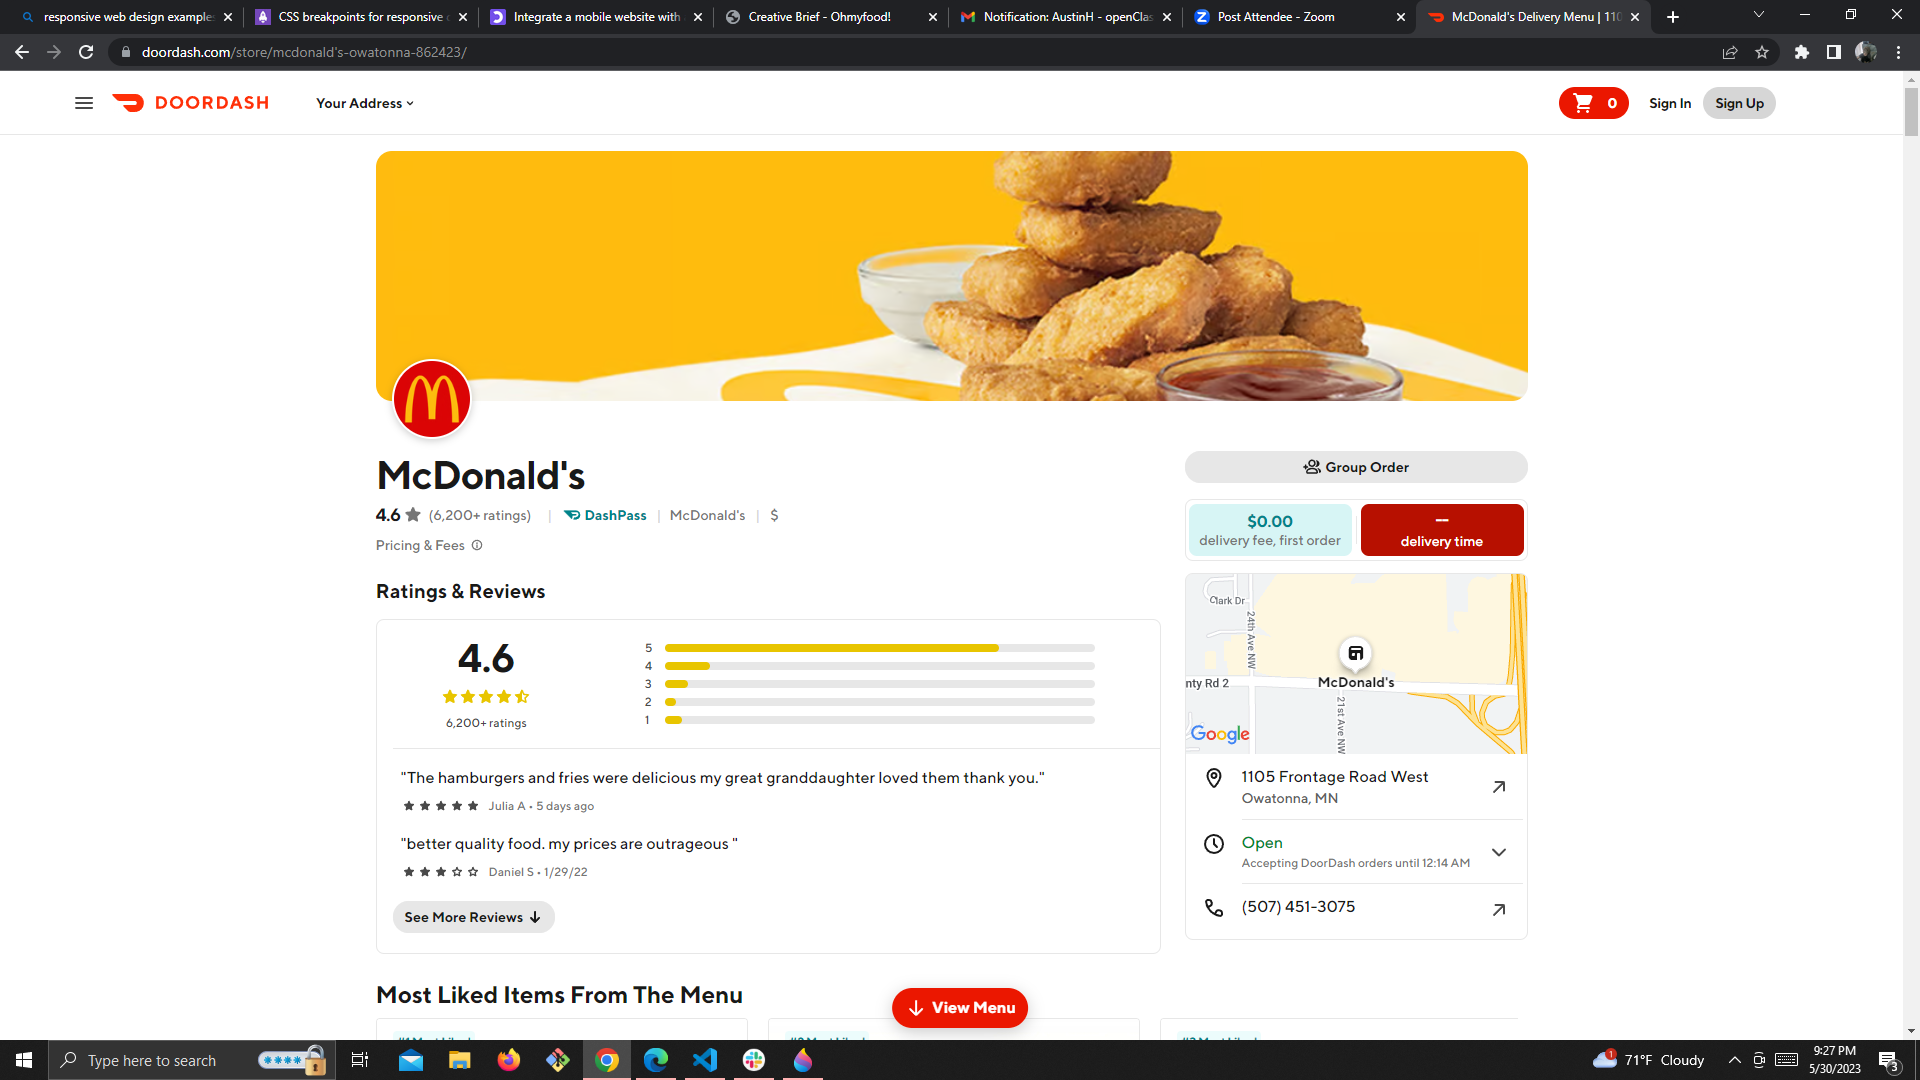 responsive web design examples
CSS breakpoints for responsive
Integrate a mobile website with
Creative Brief - Ohmyfood!
Notification: AustinH - openClas
Post Attendee - Zoom
McDonald's Delivery Menu | 110
doordash.com/store/mcdonald's-owatonna-862423/
DOORDASH
Your Address
0
Sign In
Sign Up
McDonald's
4.6 (6,200+ ratings) | DashPass | McDonald's | $
Pricing & Fees
Group Order
$0.00
delivery fee, first order
—
delivery time
Ratings & Reviews
4.6
6,200+ ratings
5
4
3
2
1
"The hamburgers and fries were delicious my great granddaughter loved them thank you."
Julia A • 5 days ago
"better quality food. my prices are outrageous "
Daniel S • 1/29/22
See More Reviews
Clark Dr
24th Ave NW
nty Rd 2
McDonald's
21st Ave NW
Google
1105 Frontage Road West
Owatonna, MN
Open
Accepting DoorDash orders until 12:14 AM
(507) 451-3075
Most Liked Items From The Menu
View Menu
Type here to search
1
71°F Cloudy
9:27 PM
5/30/2023
3